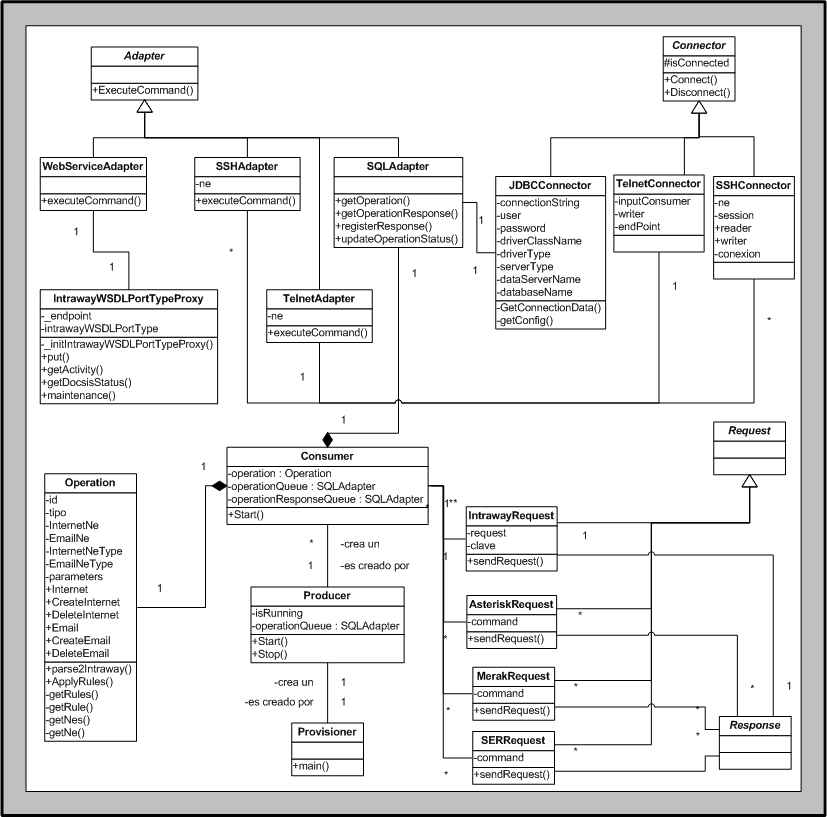 Adapter
+ExecuteCommand()
Connector
#isConnected
+Connect()
+Disconnect()
WebServiceAdapter
+executeCommand()
SSHAdapter
-ne
+executeCommand()
SQLAdapter
+getOperation()
+getOperationResponse()
+registerResponse()
+updateOperationStatus()
JDBCConnector
-connectionString
-user
-password
-driverClassName
-driverType
-serverType
-dataServerName
-databaseName
-GetConnectionData()
-getConfig()
TelnetConnector
-inputConsumer
-writer
-endPoint
SSHConnector
-ne
-session
+reader
+writer
-conexion
1
1
*
1
1
1
1
*
IntrawayWSDLPortTypeProxy
-_endpoint
-intrawayWSDLPortType
-_initIntrawayWSDLPortTypeProxy()
+put()
+getActivity()
+getDocsisStatus()
+maintenance()
TelnetAdapter
-ne
+executeCommand()
1
1
Request
Consumer
-operation : Operation
-operationQueue : SQLAdapter
-operationResponseQueue : SQLAdapter
+Start()
1
Operation
-id
-tipo
-InternetNe
-EmailNe
-InternetNeType
-EmailNeType
-parameters
+Internet
+CreateInternet
+DeleteInternet
+Email
+CreateEmail
+DeleteEmail
+parse2Intraway()
+ApplyRules()
-getRules()
-getRule()
-getNes()
-getNe()
1
* -crea un
1 -es creado por
Producer
-isRunning
-operationQueue : SQLAdapter
+Start()
+Stop()
-crea un 1
-es creado por 1
Provisioner
+main()
*
1**
1
IntrawayRequest
-request
-clave
+sendRequest()
1
AsteriskRequest
-command
+sendRequest()
*
*
MerakRequest
-command
+sendRequest()
*
*
SERRequest
-command
+sendRequest()
*
*
*
1
*
*
Response